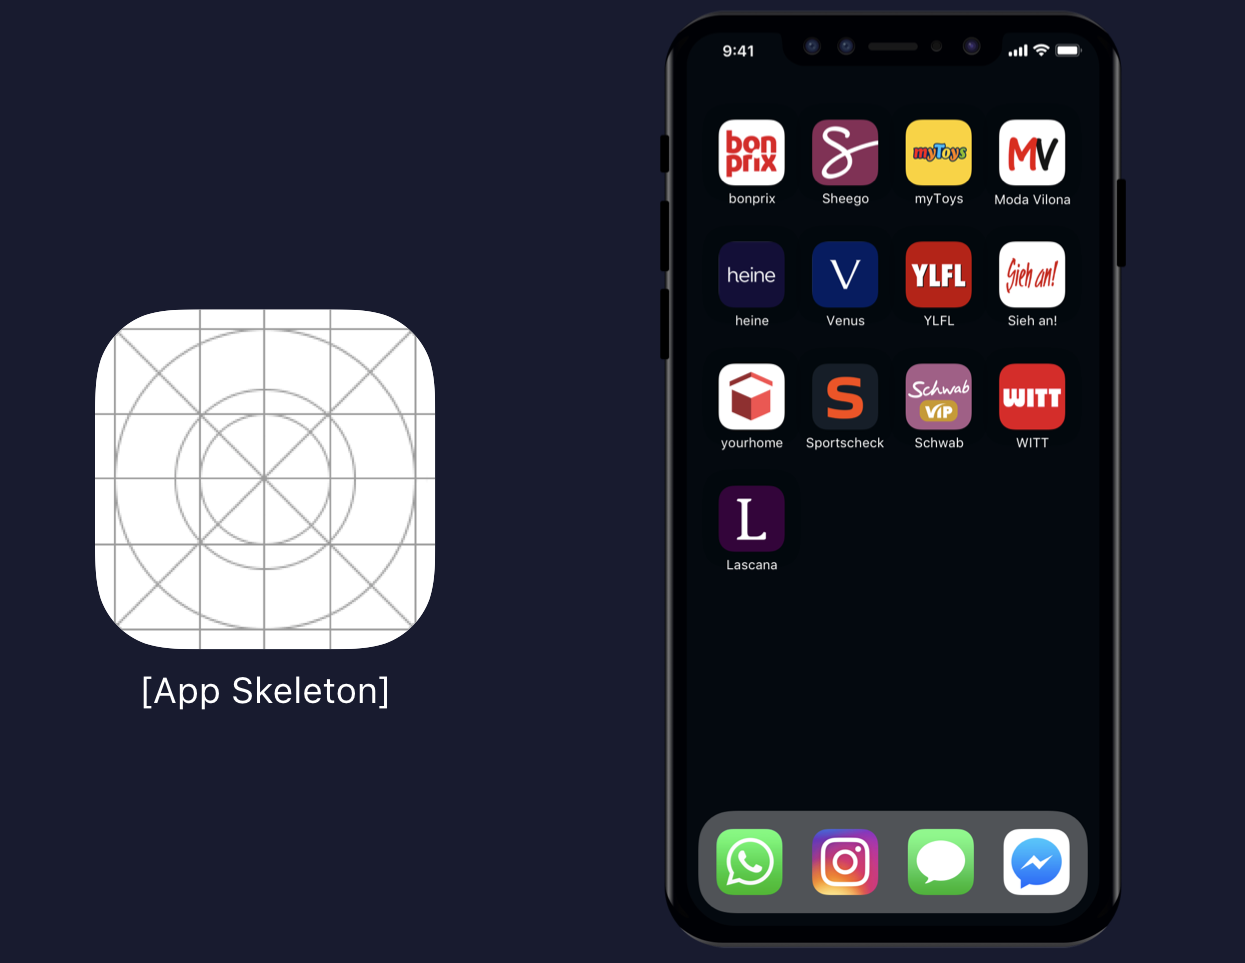 9:41
bon
prix
S
myToys
MV
bonprix
Sheego
myToys
Moda Vilona
heine
V
YLFL
Sieh an!
heine
Venus
YLFL
Sieh an!
S
Schwab
ViP
WITT
yourhome
Sportscheck
Schwab
WITT
L
Lascana
[App Skeleton]